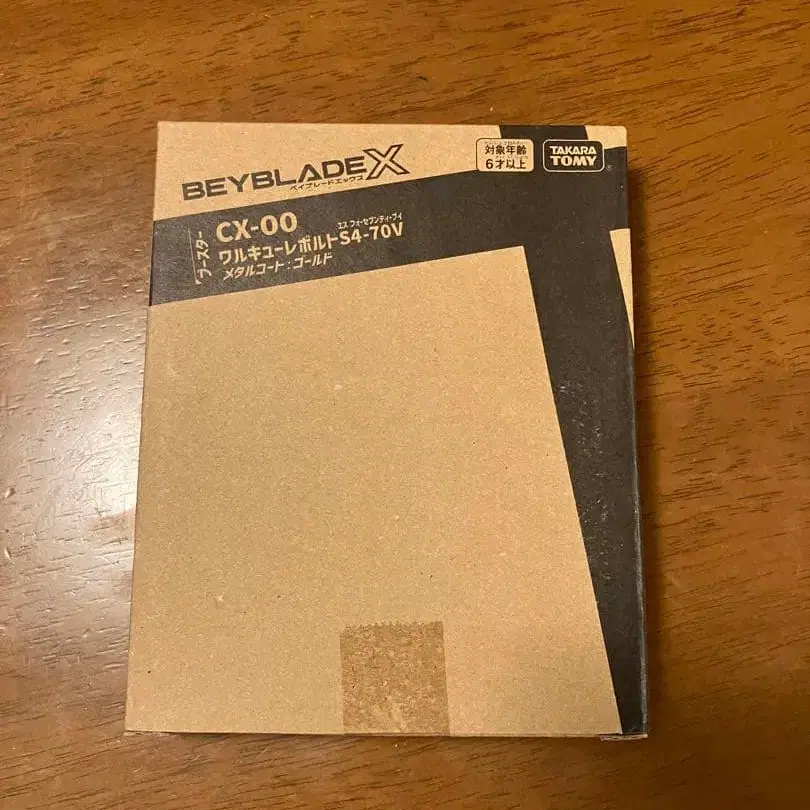 BEYBLADE X
ベイブレードエックス
対象年齢
6才以上
TAKARA
TOMY
ブースター
CX-00
エス フォーセブンティーブイ
ワルキューレボルトS4-70V
メタルコート:ゴールド